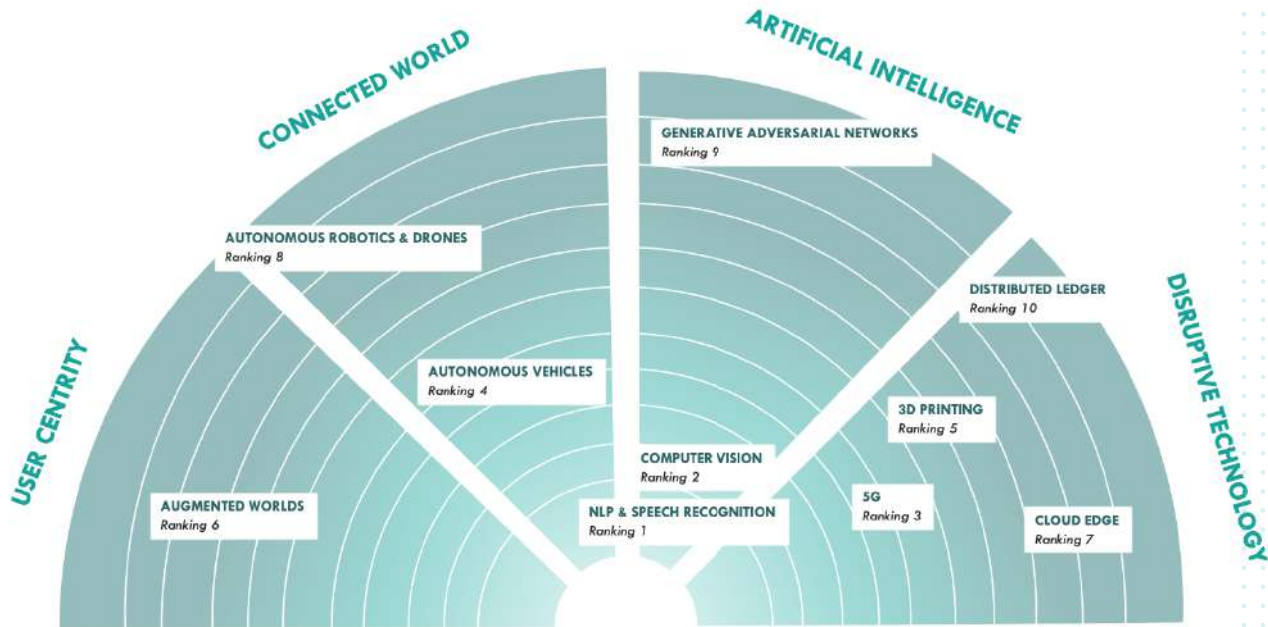 CONNECTED WORLD
ARTIFICIAL INTELLIGENCE
GENERATIVE ADVERSARIAL NETWORKS
Ranking 9
AUTONOMOUS ROBOTICS & DRONES
Ranking 8
DISTRIBUTED LEDGER
Ranking 10
DISRUPTIVE TECHNOLOGY
USER CENTRITY
AUTONOMOUS VEHICLES
Ranking 4
3D PRINTING
Ranking 5
COMPUTER VISION
Ranking 2
AUGMENTED WORLDS
Ranking 6
NLP & SPEECH RECOGNITION
Ranking 1
5G
Ranking 3
CLOUD EDGE
Ranking 7